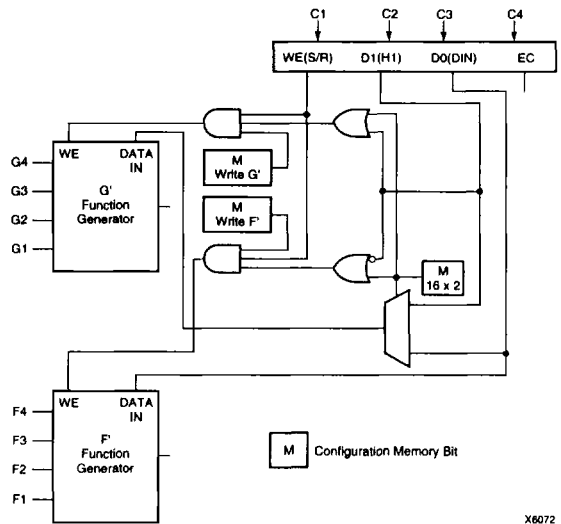 C1 C2 C3 C4
WE(S/R) D1(H1) D0(DIN) EC
WE DATA
IN
G'
Function
Generator
G4
G3
G2
G1
M
Write G'
M
Write F'
M
16 x 2
WE DATA
IN
F'
Function
Generator
F4
F3
F2
F1
M Configuration Memory Bit
X6072